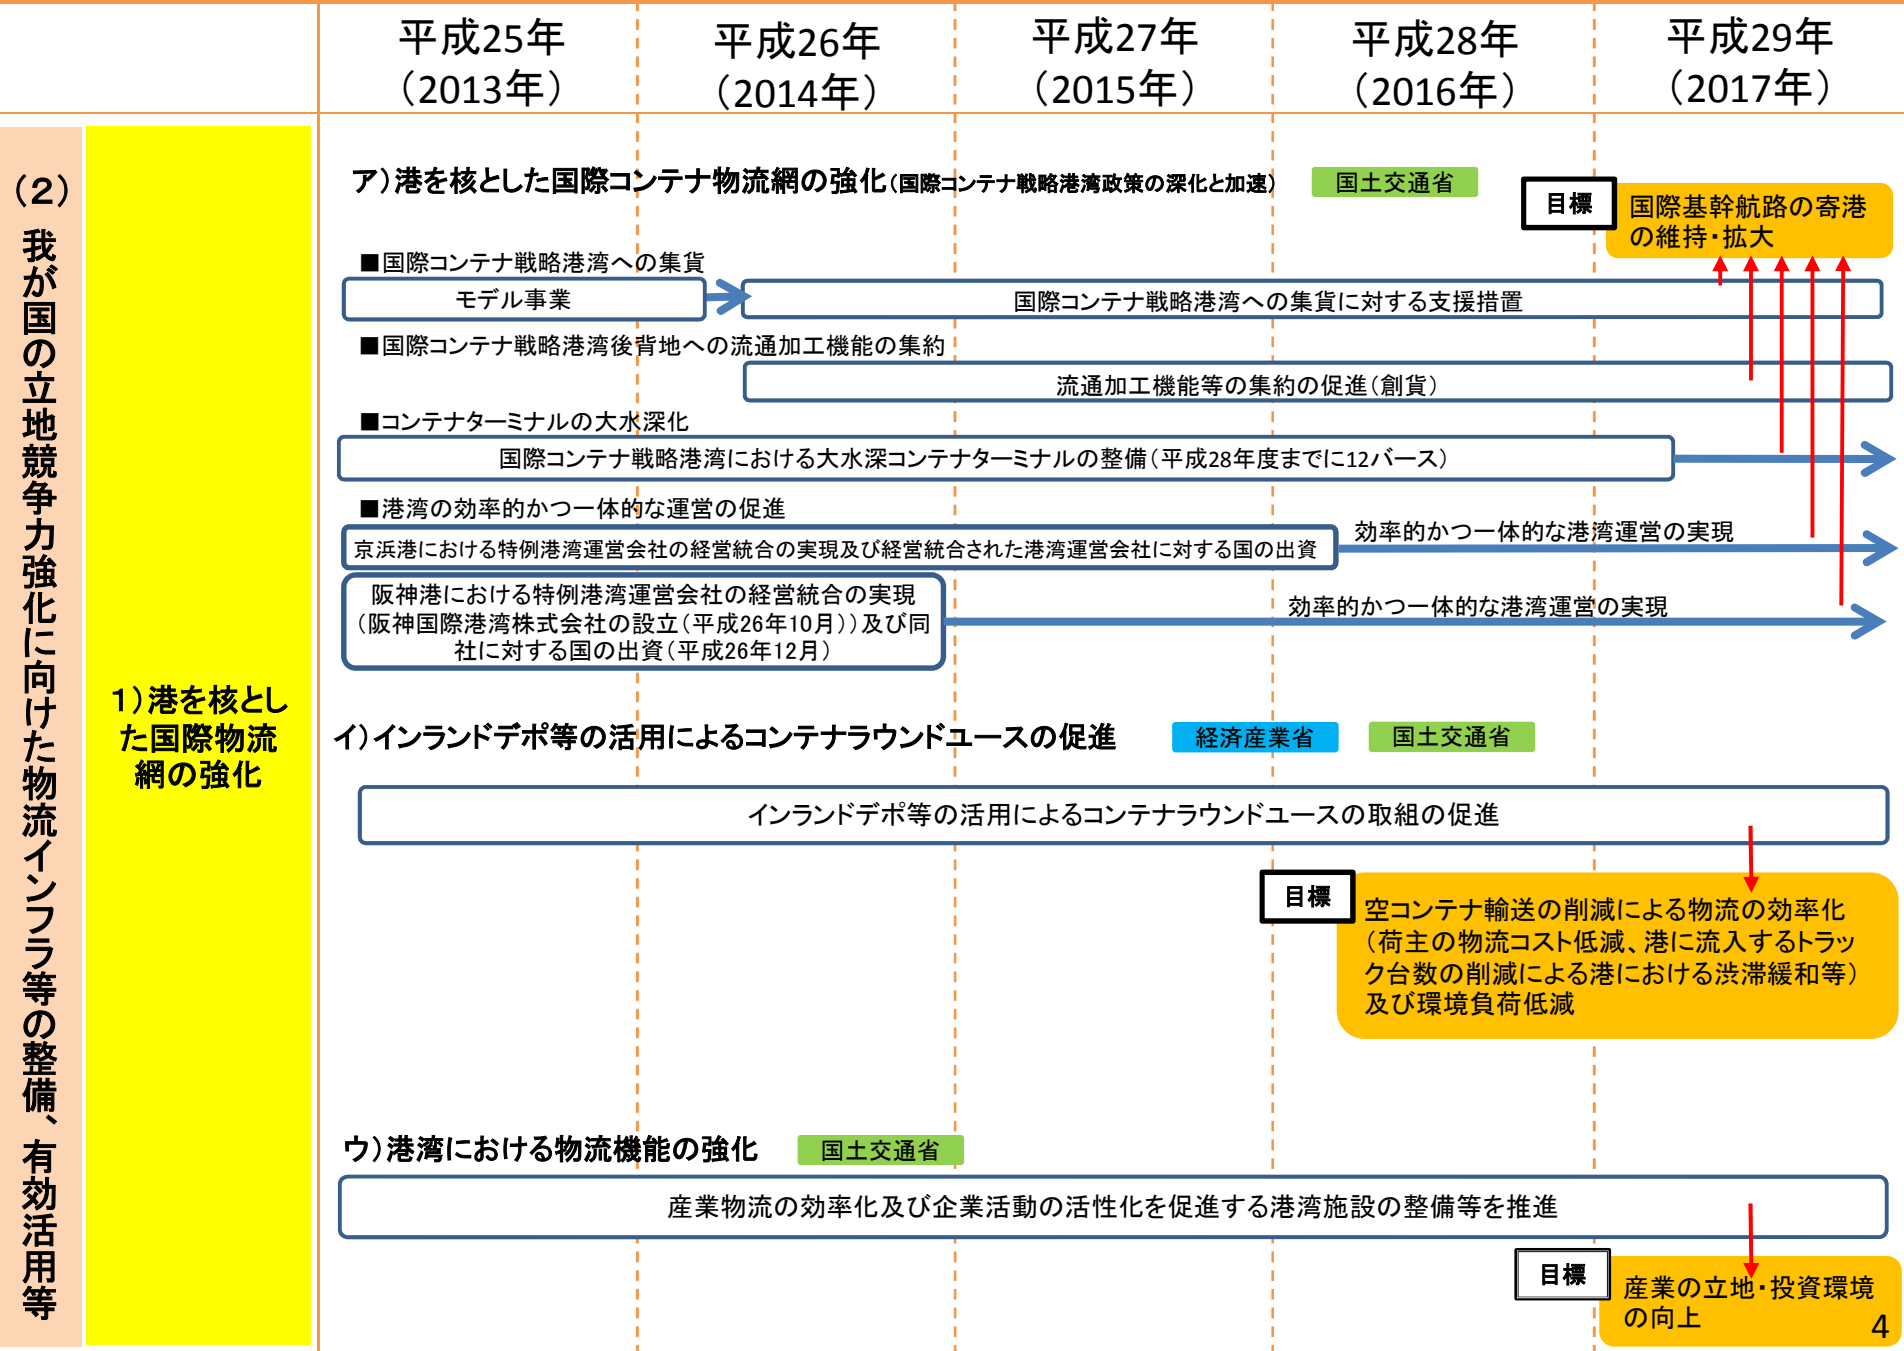 平成25年
（2013年）
平成26年
（2014年）
平成27年
（2015年）
平成28年
（2016年）
平成29年
（2017年）
（２）我が国の立地競争力強化に向けた物流インフラ等の整備、有効活用等
１）港を核とし
た国際物流
網の強化
ア）港を核とした国際コンテナ物流網の強化（国際コンテナ戦略港湾政策の深化と加速）
国土交通省
目標
国際基幹航路の寄港
の維持・拡大
■国際コンテナ戦略港湾への集貨
モデル事業
国際コンテナ戦略港湾への集貨に対する支援措置
■国際コンテナ戦略港湾後背地への流通加工機能の集約
流通加工機能等の集約の促進（創貨）
■コンテナターミナルの大水深化
国際コンテナ戦略港湾における大水深コンテナターミナルの整備（平成28年度までに12バース）
■港湾の効率的かつ一体的な運営の促進
京浜港における特例港湾運営会社の経営統合の実現及び経営統合された港湾運営会社に対する国の出資
効率的かつ一体的な港湾運営の実現
阪神港における特例港湾運営会社の経営統合の実現
（阪神国際港湾株式会社の設立（平成26年10月））及び同
社に対する国の出資（平成26年12月）
効率的かつ一体的な港湾運営の実現
イ）インランドデポ等の活用によるコンテナラウンドユースの促進
経済産業省
国土交通省
インランドデポ等の活用によるコンテナラウンドユースの取組の促進
目標
空コンテナ輸送の削減による物流の効率化
（荷主の物流コスト低減、港に流入するトラッ
ク台数の削減による港における渋滞緩和等）
及び環境負荷低減
ウ）港湾における物流機能の強化
国土交通省
産業物流の効率化及び企業活動の活性化を促進する港湾施設の整備等を推進
目標
産業の立地・投資環境
の向上
4